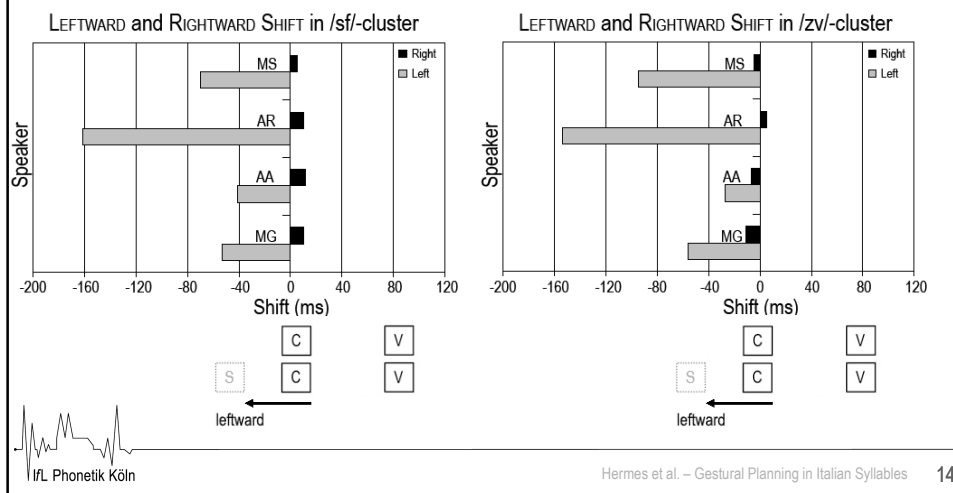 LEFTWARD and RIGHTWARD SHIFT in /sf/-cluster
Right
Left
MS
AR
AA
MG
Speaker
-200 -160 -120 -80 -40 0 40 80 120
Shift (ms)
C V
S C V
leftward
LEFTWARD and RIGHTWARD SHIFT in /zv/-cluster
Right
Left
MS
AR
AA
MG
Speaker
-200 -160 -120 -80 -40 0 40 80 120
Shift (ms)
C V
S C V
leftward
IfL Phonetik Köln
Hermes et al. – Gestural Planning in Italian Syllables 14